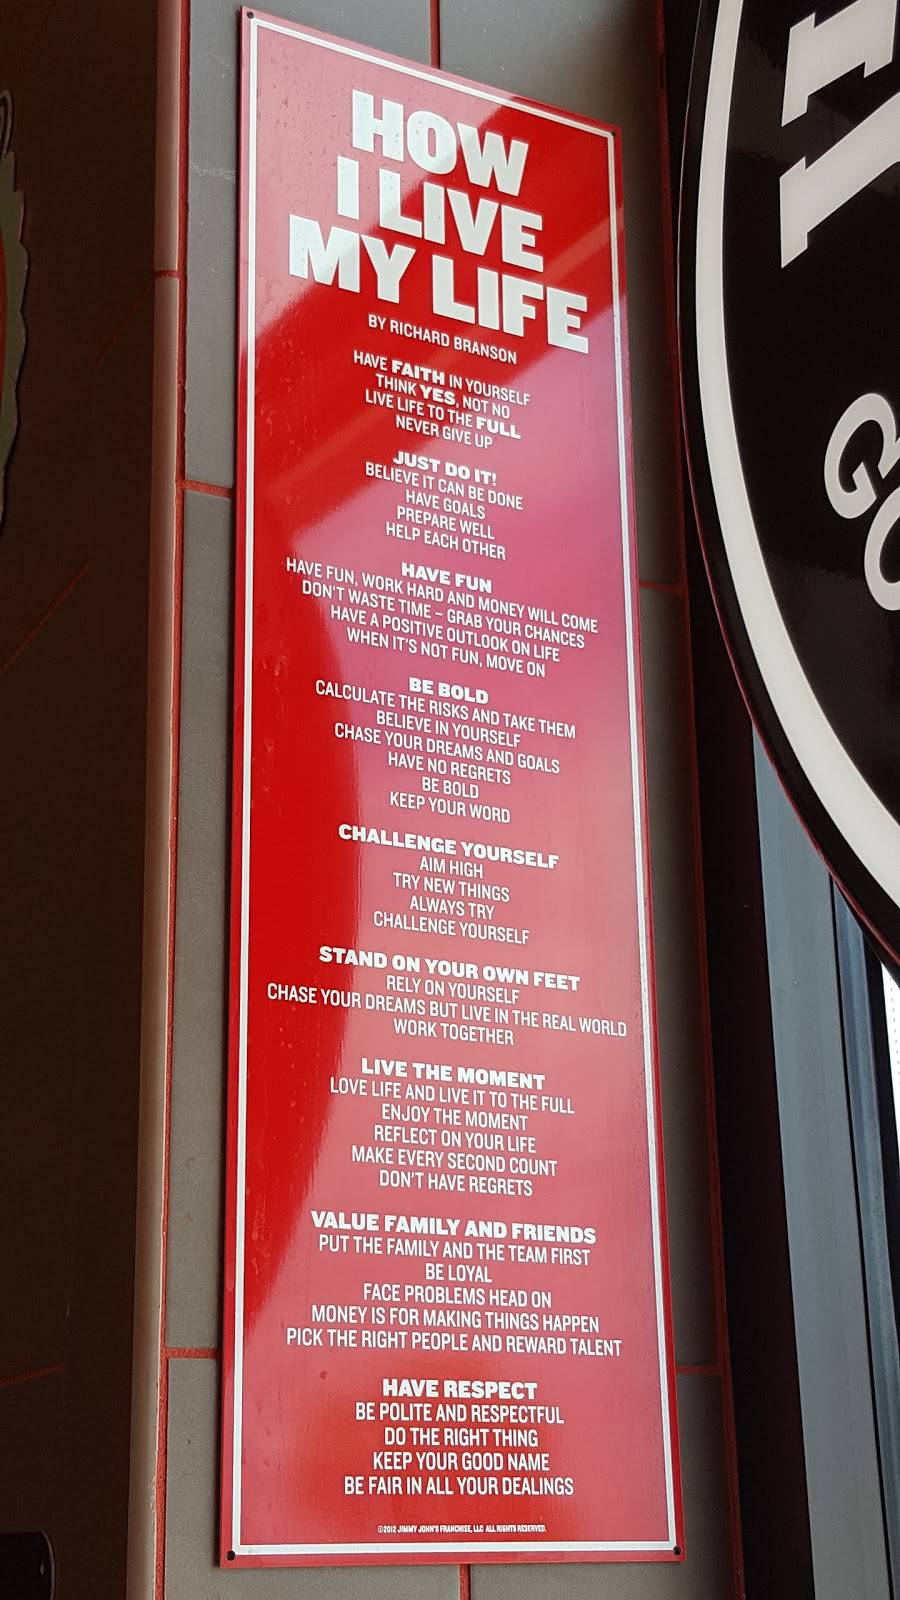 HOW
I LIVE
MY LIFE
BY RICHARD BRANSON
HAVE FAITH IN YOURSELF
THINK YES, NOT NO
LIVE LIFE TO THE FULL
NEVER GIVE UP
JUST DO IT!
BELIEVE IT CAN BE DONE
HAVE GOALS
PREPARE WELL
HELP EACH OTHER
HAVE FUN
HAVE FUN, WORK HARD AND MONEY WILL COME
DON'T WASTE TIME – GRAB YOUR CHANCES
HAVE A POSITIVE OUTLOOK ON LIFE
WHEN IT'S NOT FUN, MOVE ON
BE BOLD
CALCULATE THE RISKS AND TAKE THEM
BELIEVE IN YOURSELF
CHASE YOUR DREAMS AND GOALS
HAVE NO REGRETS
BE BOLD
KEEP YOUR WORD
CHALLENGE YOURSELF
AIM HIGH
TRY NEW THINGS
ALWAYS TRY
CHALLENGE YOURSELF
STAND ON YOUR OWN FEET
RELY ON YOURSELF
CHASE YOUR DREAMS BUT LIVE IN THE REAL WORLD
WORK TOGETHER
LIVE THE MOMENT
LOVE LIFE AND LIVE IT TO THE FULL
ENJOY THE MOMENT
REFLECT ON YOUR LIFE
MAKE EVERY SECOND COUNT
DON'T HAVE REGRETS
VALUE FAMILY AND FRIENDS
PUT THE FAMILY AND THE TEAM FIRST
BE LOYAL
FACE PROBLEMS HEAD ON
MONEY IS FOR MAKING THINGS HAPPEN
PICK THE RIGHT PEOPLE AND REWARD TALENT
HAVE RESPECT
BE POLITE AND RESPECTFUL
DO THE RIGHT THING
KEEP YOUR GOOD NAME
BE FAIR IN ALL YOUR DEALINGS
©2012 JIMMY JOHN'S FRANCHISE, LLC ALL RIGHTS RESERVED.
GO